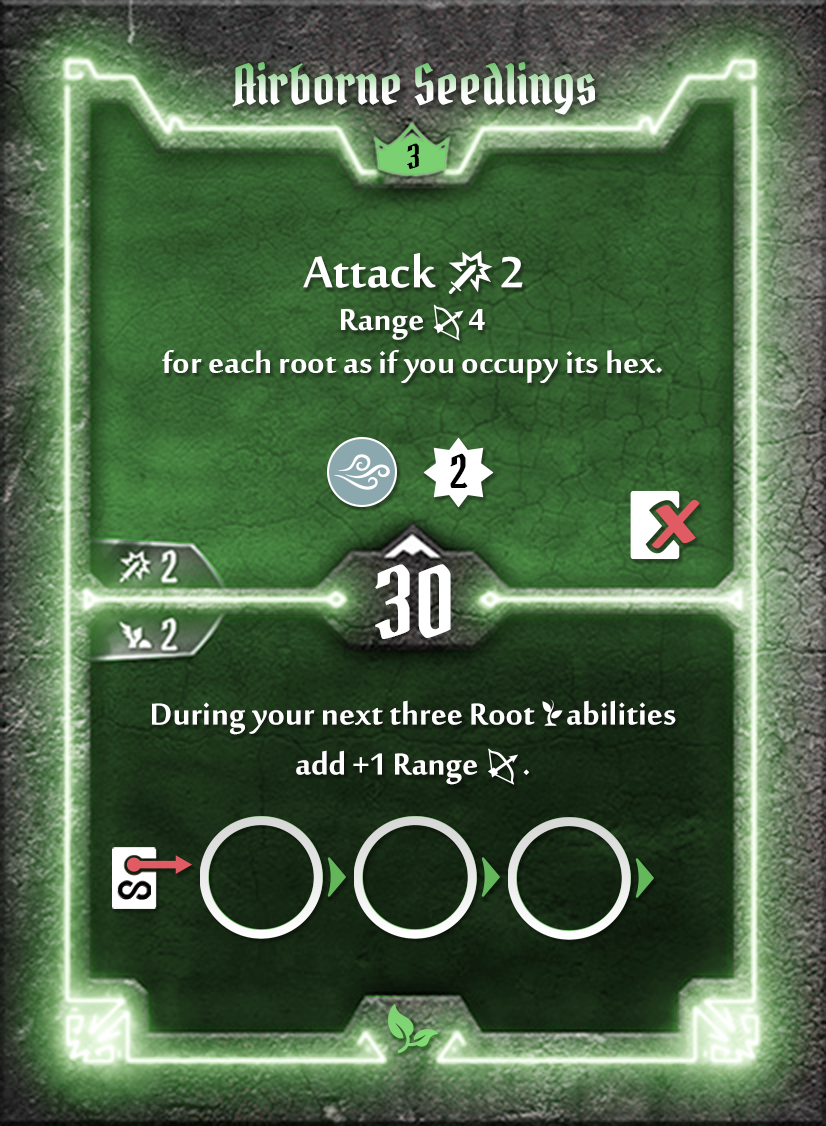 Airborne Seedlings
3
Attack 2
Range 4
for each root as if you occupy its hex.
2
2
30
2
During your next three Root abilities
add +1 Range .
S